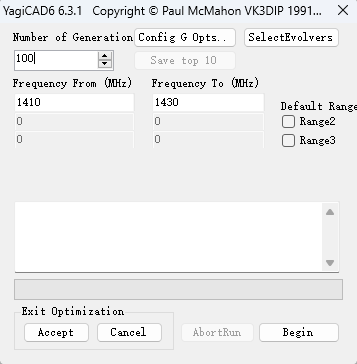 YagiCAD6 6.3.1 Copyright © Paul McMahon VK3DIP 1991...
Number of Generation Config G Opts.. SelectEvolvers
100 Save top 10
Frequency From (MHz) Frequency To (MHz)
1410 1430 Default Range
0 0 Range2
0 0 Range3
Exit Optimization
Accept Cancel AbortRun Begin